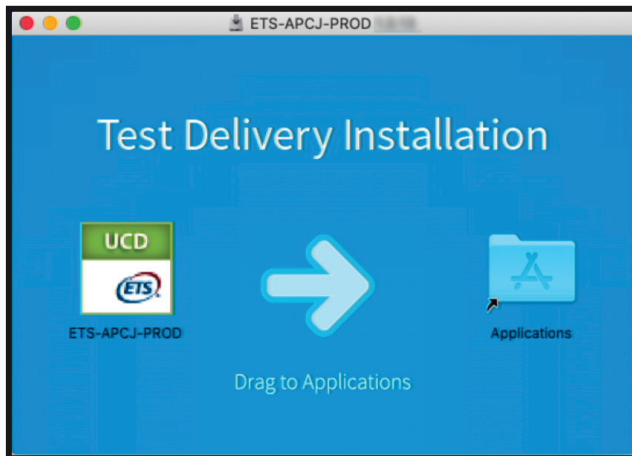 ETS-APCJ-PROD
Test Delivery Installation
UCD
ETS
ETS-APCJ-PROD
Applications
Drag to Applications